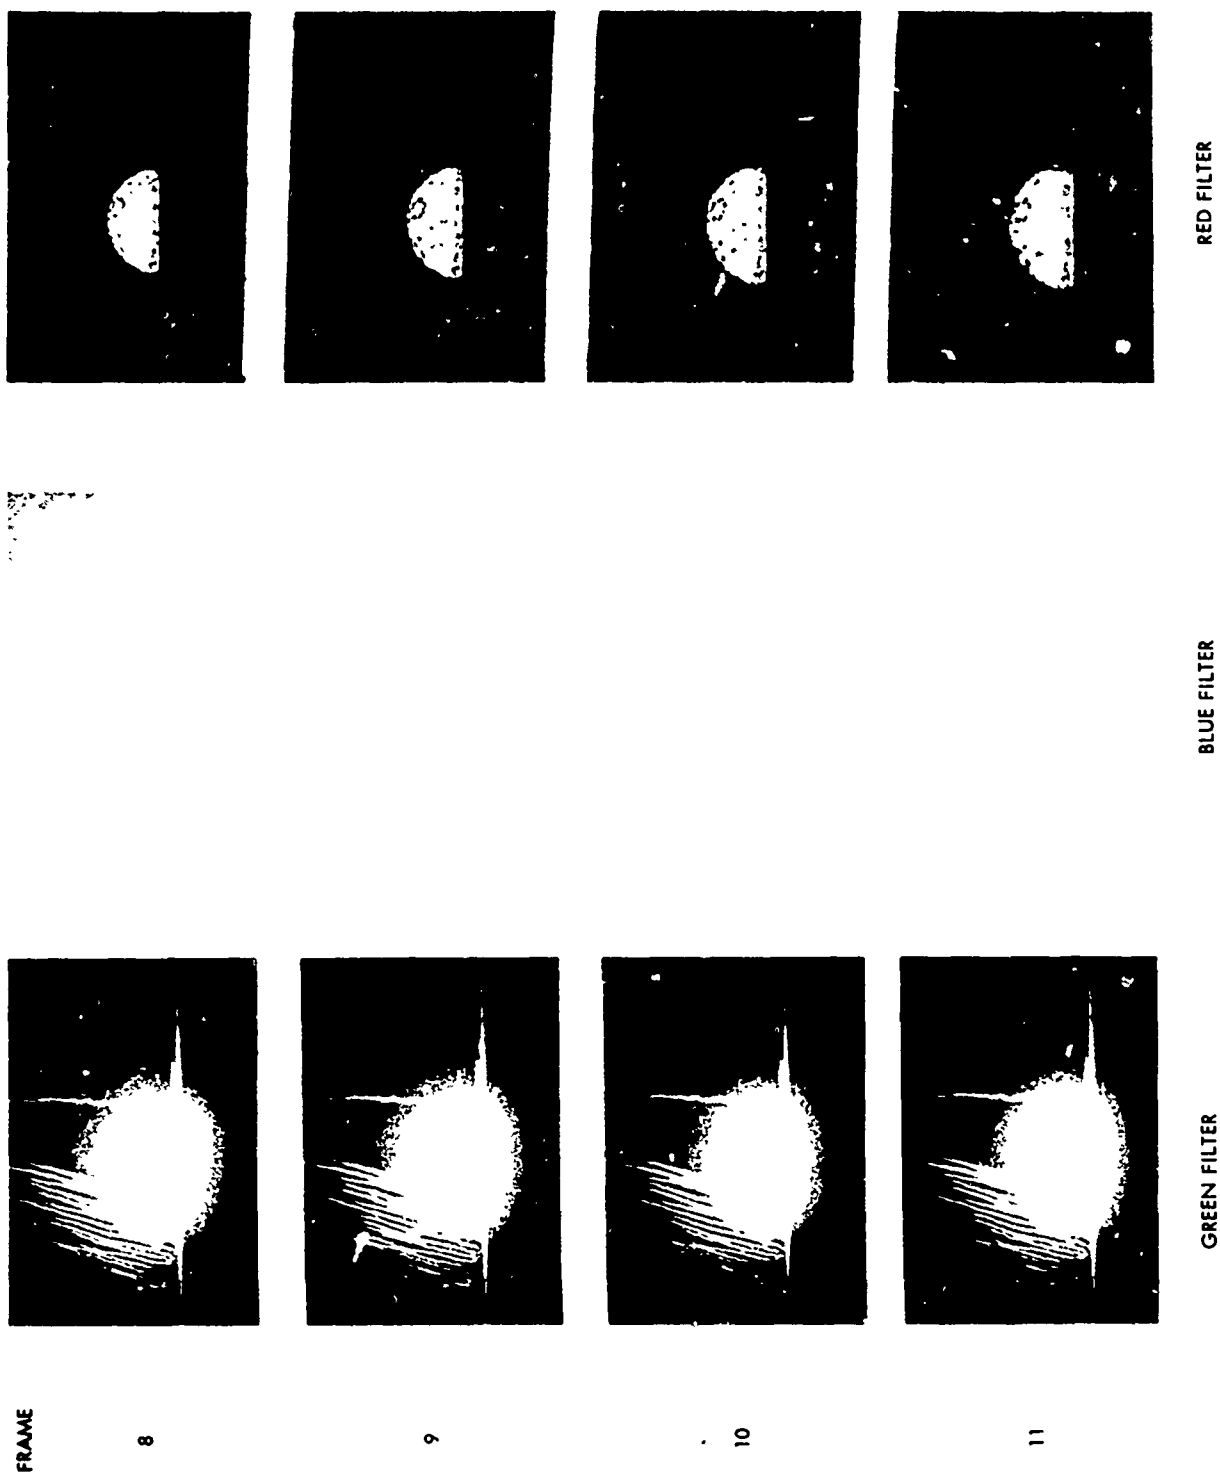 FRAME
8
9
10
11
GREEN FILTER
BLUE FILTER
RED FILTER